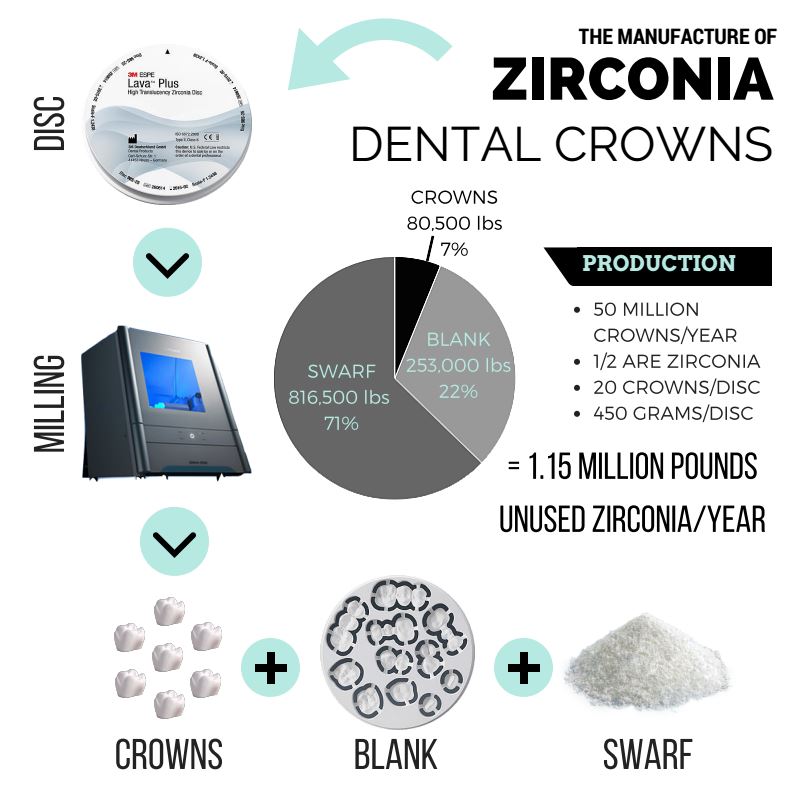 THE MANUFACTURE OF
ZIRCONIA
DENTAL CROWNS
DISC
3M ESPE
Lava™ Plus
High Translucency Zirconia Disc
CROWNS
80,500 lbs
7%
BLANK
253,000 lbs
22%
SWARF
816,500 lbs
71%
PRODUCTION
• 50 MILLION
CROWNS/YEAR
• 1/2 ARE ZIRCONIA
• 20 CROWNS/DISC
• 450 GRAMS/DISC
= 1.15 MILLION POUNDS
UNUSED ZIRCONIA/YEAR
MILLING
CROWNS
+
BLANK
+
SWARF